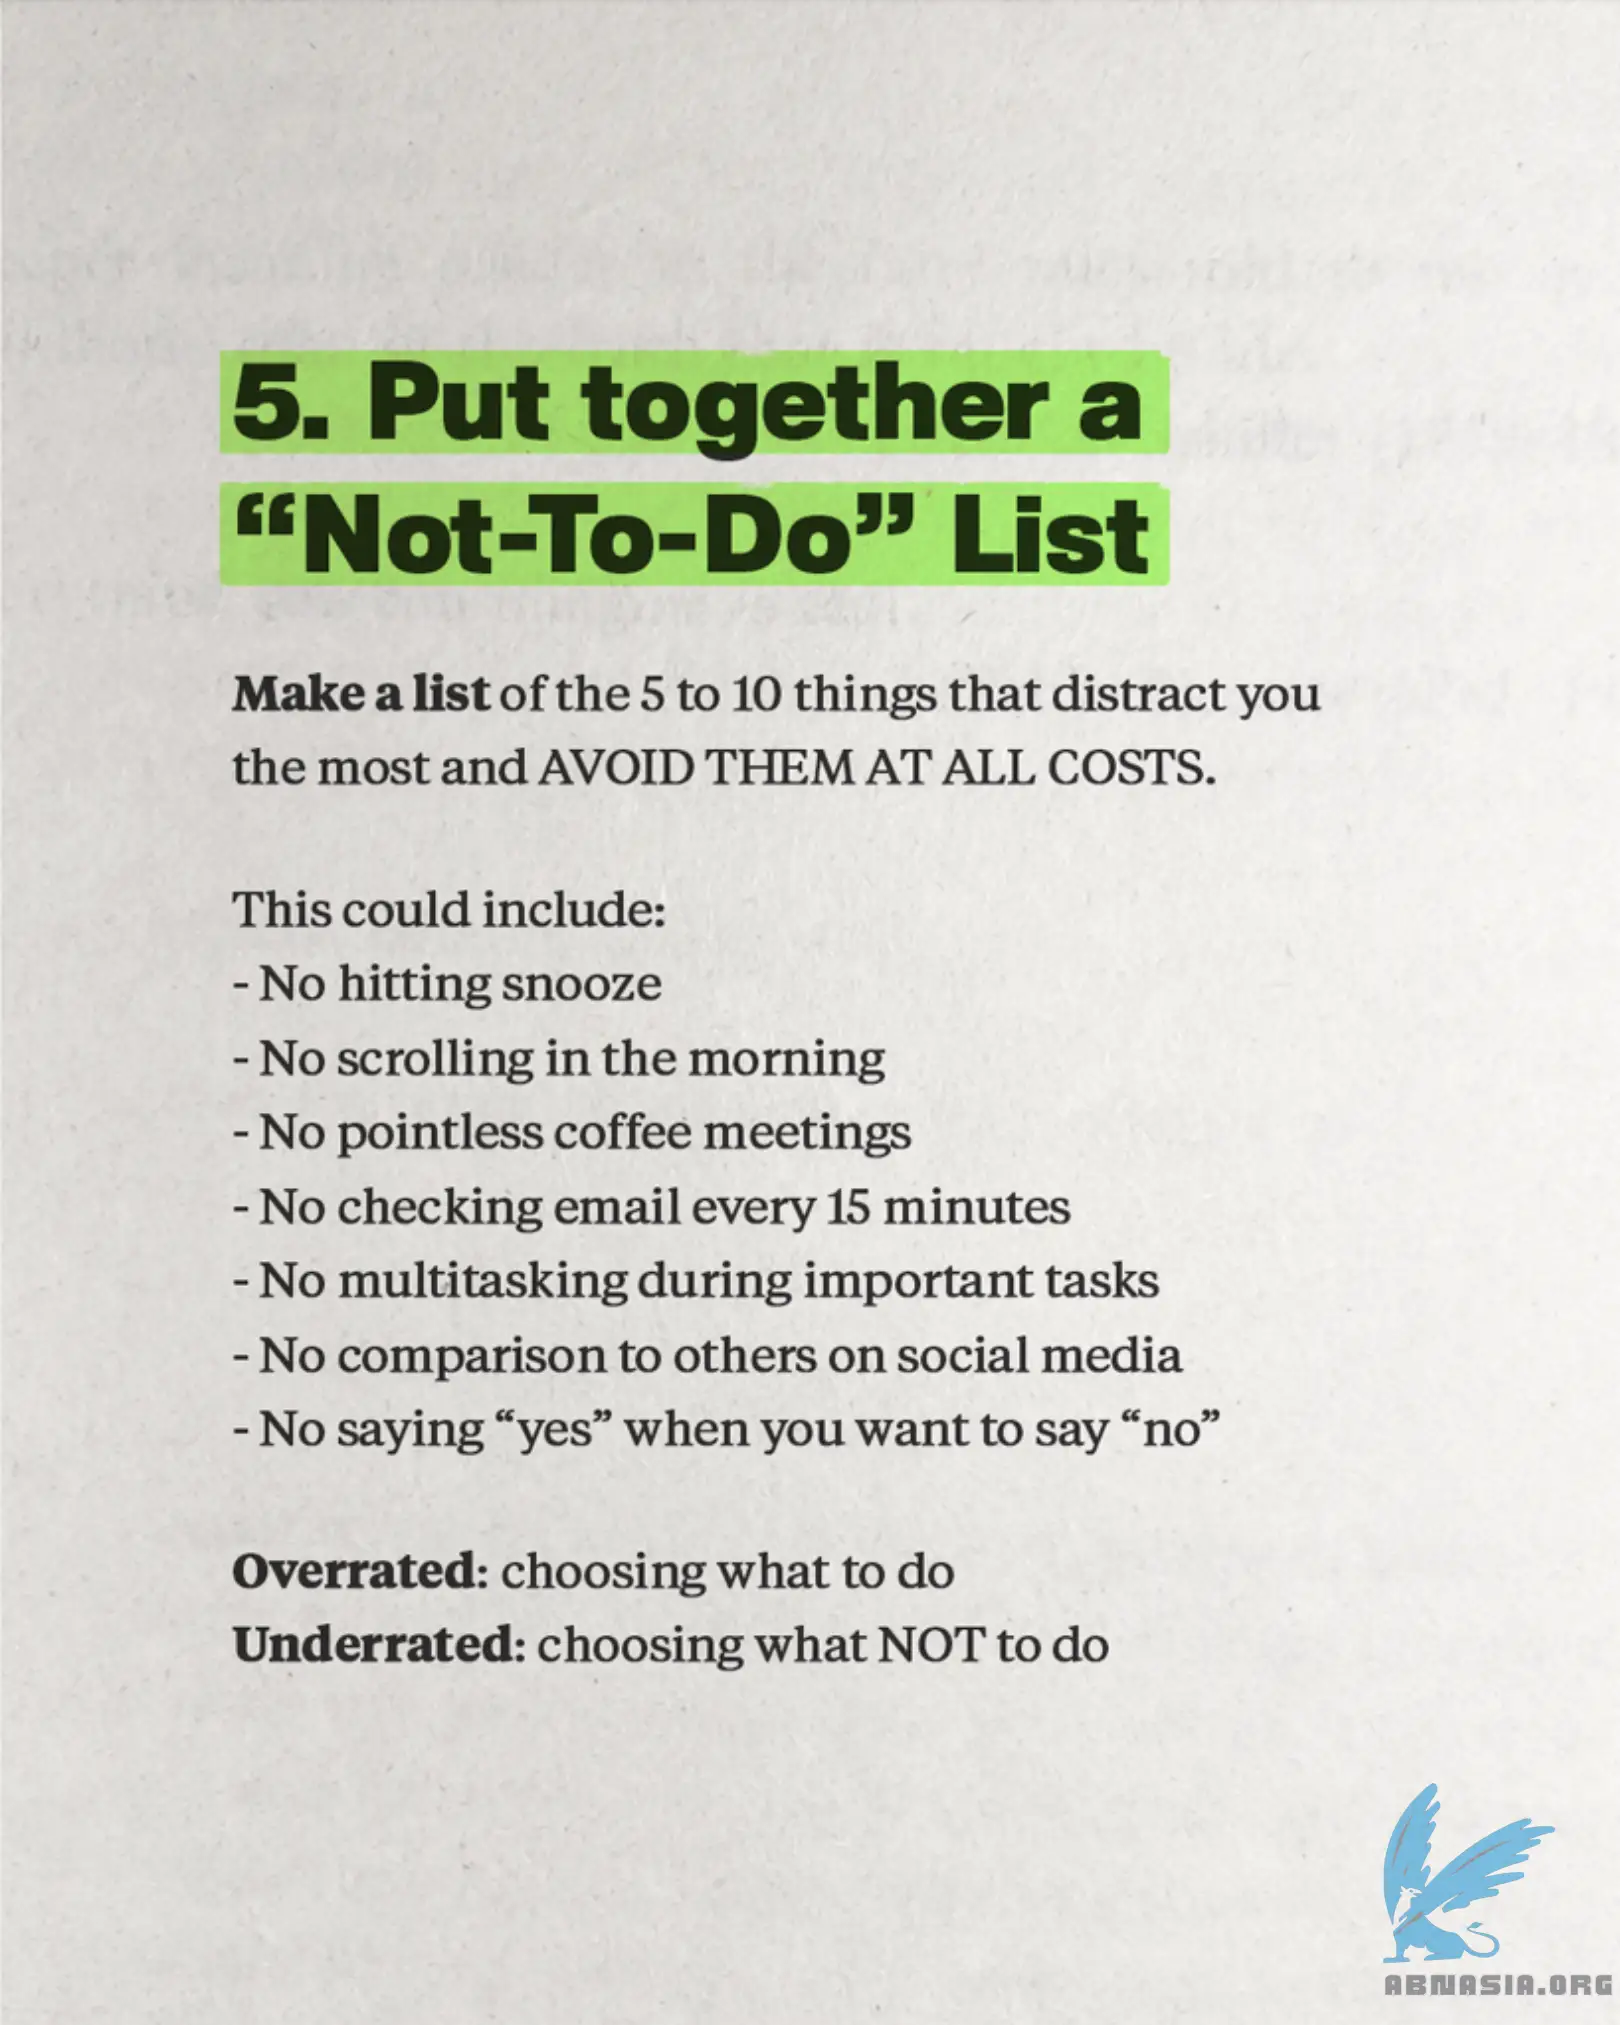 5. Put together a
“Not-To-Do” List
Make a list of the 5 to 10 things that distract you
the most and AVOID THEM AT ALL COSTS.
This could include:
- No hitting snooze
- No scrolling in the morning
- No pointless coffee meetings
- No checking email every 15 minutes
- No multitasking during important tasks
- No comparison to others on social media
- No saying “yes” when you want to say “no”
Overrated: choosing what to do
Underrated: choosing what NOT to do
ABNASIA.ORG